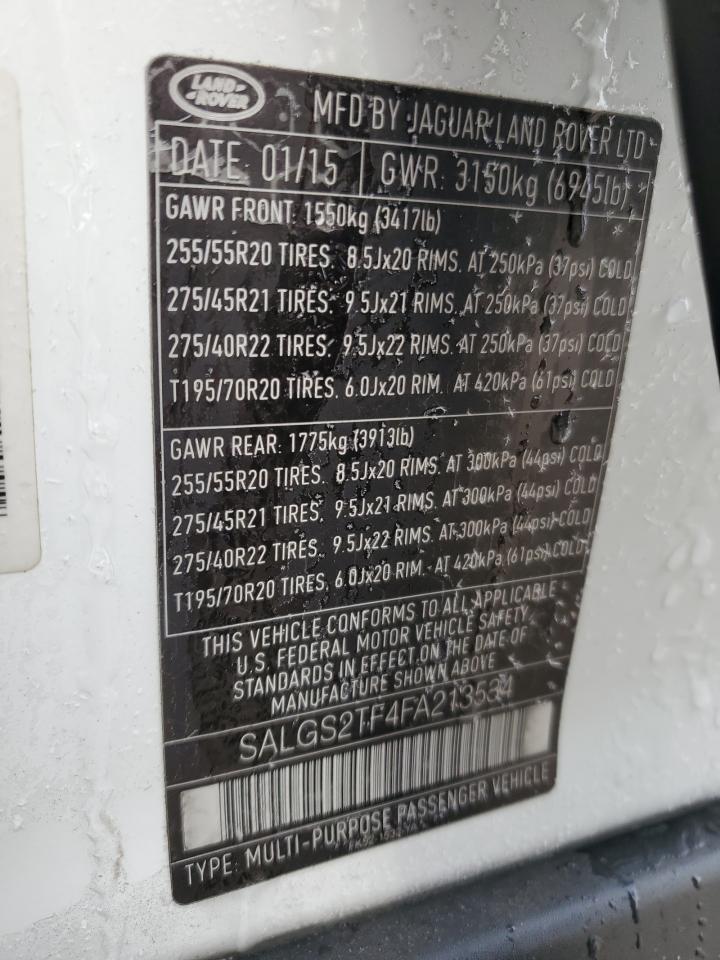 LAND
ROVER
MFD BY JAGUAR LAND ROVER LTD
DATE: 01/15 GWR: 3150kg (6945lb)
GAWR FRONT: 1550kg (3417lb)
255/55R20 TIRES, 8.5Jx20 RIMS. AT 250kPa (37psi) COLD
275/45R21 TIRES, 9.5Jx21 RIMS. AT 250kPa (37psi) COLD
275/40R22 TIRES, 9.5Jx22 RIMS. AT 250kPa (37psi) COLD
T195/70R20 TIRES, 6.0Jx20 RIM. AT 420kPa (61psi) COLD
GAWR REAR: 1775kg (3913lb)
255/55R20 TIRES, 8.5Jx20 RIMS. AT 300kPa (44psi) COLD
275/45R21 TIRES, 9.5Jx21 RIMS. AT 300kPa (44psi) COLD
275/40R22 TIRES, 9.5Jx22 RIMS. AT 300kPa (44psi) COLD
T195/70R20 TIRES, 6.0Jx20 RIM. AT 420kPa (61psi) COLD
THIS VEHICLE CONFORMS TO ALL APPLICABLE
U.S. FEDERAL MOTOR VEHICLE SAFETY
STANDARDS IN EFFECT ON THE DATE OF
MANUFACTURE SHOWN ABOVE
SALGS2TF4FA213534
TYPE: MULTI-PURPOSE PASSENGER VEHICLE